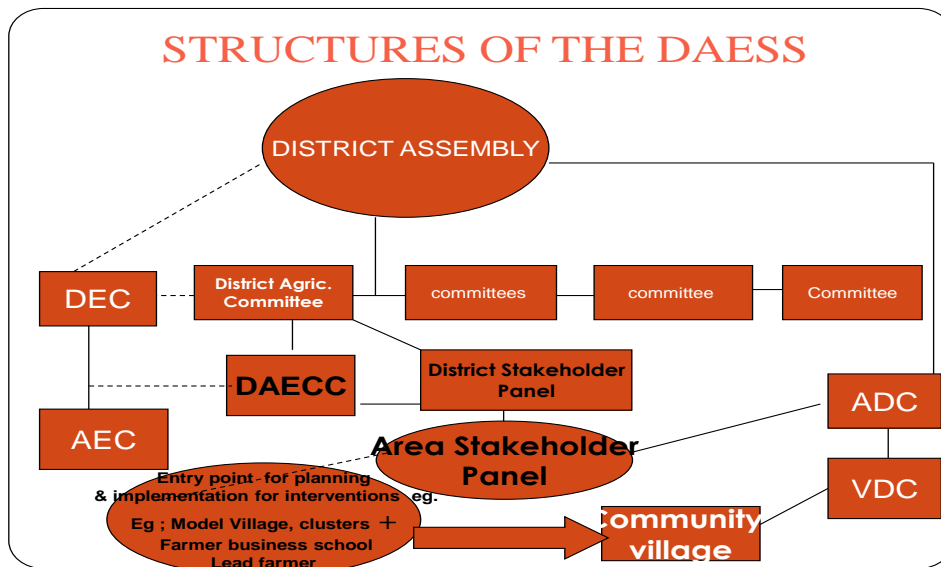 STRUCTURES OF THE DAESS
DISTRICT ASSEMBLY
DEC
District Agric.
Committee
committees
committee
Committee
DAECC
District Stakeholder
Panel
ADC
AEC
Area Stakeholder
Panel
VDC
Entry point for planning
& implementation for interventions eg.
Eg ; Model Village, clusters +
Farmer business school
Lead farmer
Community,
village